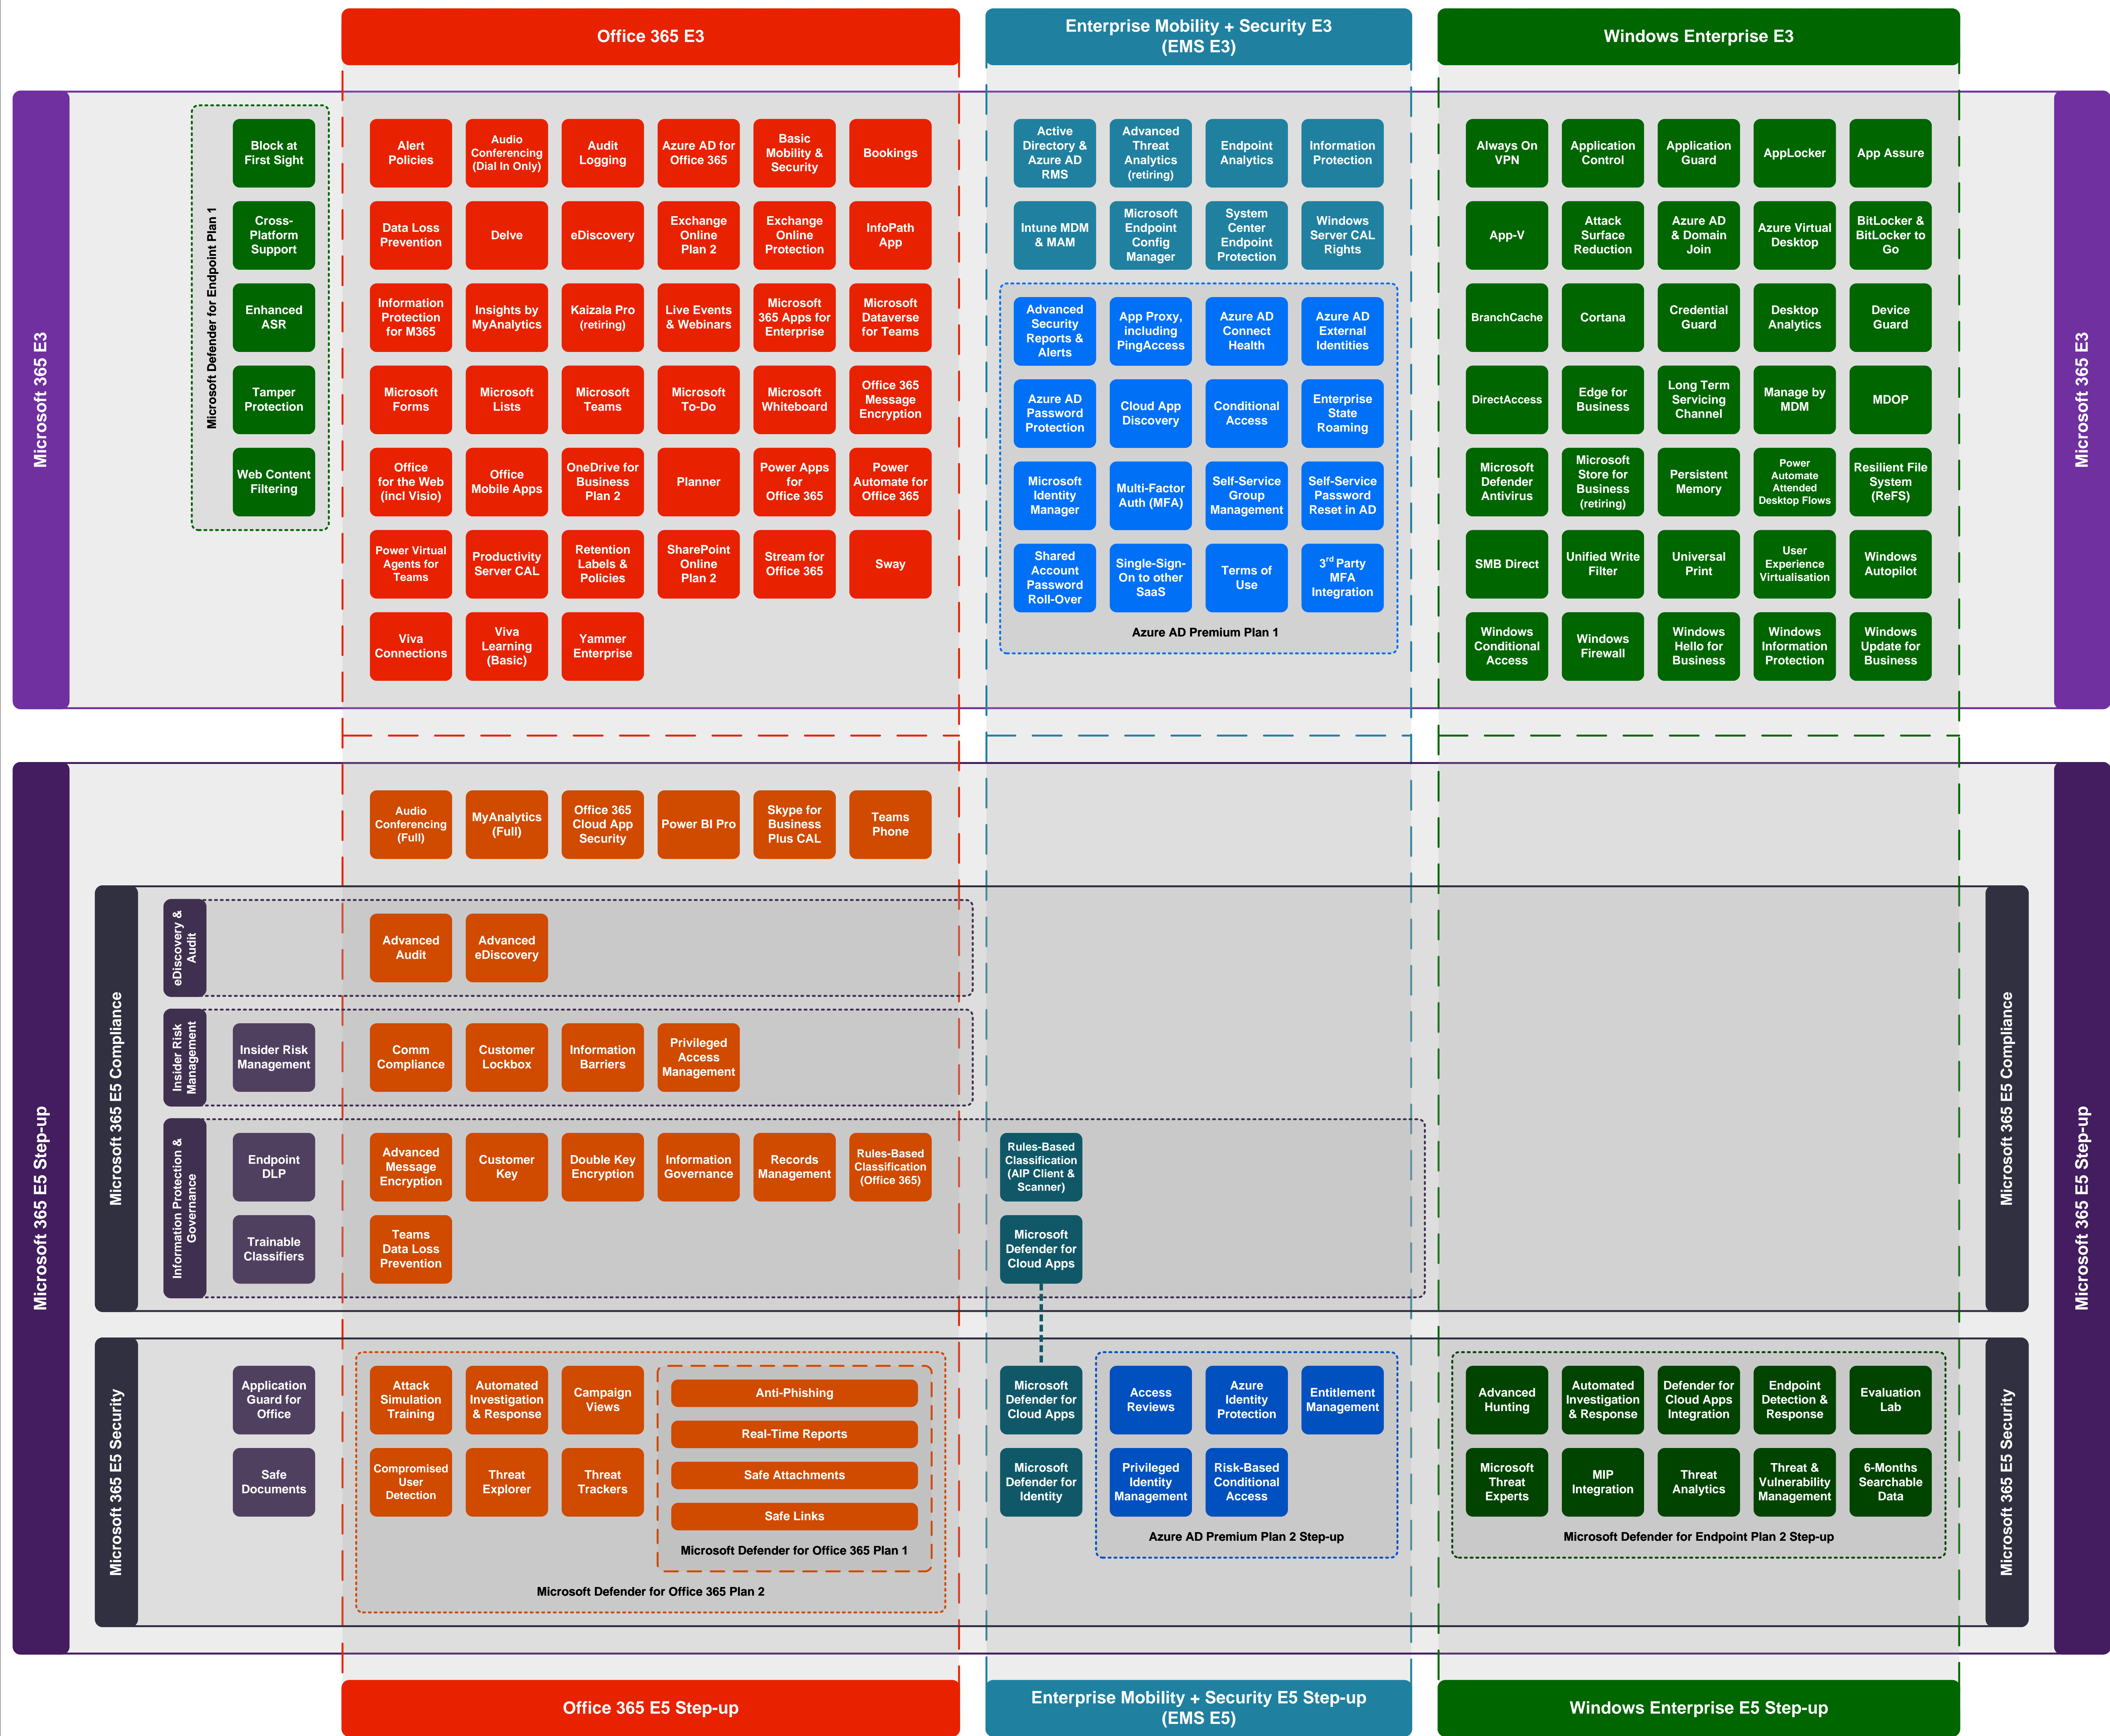 Office 365 E3
Enterprise Mobility + Security E3
(EMS E3)
Windows Enterprise E3
Microsoft 365 E3
Microsoft Defender for Endpoint Plan 1
Block at
First Sight
Cross-
Platform
Support
Enhanced
ASR
Tamper
Protection
Web Content
Filtering
Alert
Policies
Audio
Conferencing
(Dial In Only)
Audit
Logging
Azure AD for
Office 365
Basic
Mobility &
Security
Bookings
Data Loss
Prevention
Delve
eDiscovery
Exchange
Online
Plan 2
Exchange
Online
Protection
InfoPath
App
Information
Protection
for M365
Insights by
MyAnalytics
Kaizala Pro
(retiring)
Live Events
& Webinars
Microsoft
365 Apps for
Enterprise
Microsoft
Dataverse
for Teams
Microsoft
Forms
Microsoft
Lists
Microsoft
Teams
Microsoft
To-Do
Microsoft
Whiteboard
Office 365
Message
Encryption
Office
for the Web
(incl Visio)
Office
Mobile Apps
OneDrive for
Business
Plan 2
Planner
Power Apps
for
Office 365
Power
Automate for
Office 365
Power Virtual
Agents for
Teams
Productivity
Server CAL
Retention
Labels &
Policies
SharePoint
Online
Plan 2
Stream for
Office 365
Sway
Viva
Connections
Viva
Learning
(Basic)
Yammer
Enterprise
Active
Directory &
Azure AD
RMS
Advanced
Threat
Analytics
(retiring)
Endpoint
Analytics
Information
Protection
Intune MDM
& MAM
Microsoft
Endpoint
Config
Manager
System
Center
Endpoint
Protection
Windows
Server CAL
Rights
Advanced
Security
Reports &
Alerts
App Proxy,
including
PingAccess
Azure AD
Connect
Health
Azure AD
External
Identities
Azure AD
Password
Protection
Cloud App
Discovery
Conditional
Access
Enterprise
State
Roaming
Microsoft
Identity
Manager
Multi-Factor
Auth (MFA)
Self-Service
Group
Management
Self-Service
Password
Reset in AD
Shared
Account
Password
Roll-Over
Single-Sign-
On to other
SaaS
Terms of
Use
3rd Party
MFA
Integration
Azure AD Premium Plan 1
Always On
VPN
Application
Control
Application
Guard
AppLocker
App Assure
App-V
Attack
Surface
Reduction
Azure AD
& Domain
Join
Azure Virtual
Desktop
BitLocker &
BitLocker to
Go
BranchCache
Cortana
Credential
Guard
Desktop
Analytics
Device
Guard
DirectAccess
Edge for
Business
Long Term
Servicing
Channel
Manage by
MDM
MDOP
Microsoft
Defender
Antivirus
Microsoft
Store for
Business
(retiring)
Persistent
Memory
Power
Automate
Attended
Desktop Flows
Resilient File
System
(ReFS)
SMB Direct
Unified Write
Filter
Universal
Print
User
Experience
Virtualisation
Windows
Autopilot
Windows
Conditional
Access
Windows
Firewall
Windows
Hello for
Business
Windows
Information
Protection
Windows
Update for
Business
Microsoft 365 E3
Microsoft 365 E5 Step-up
Audio
Conferencing
(Full)
MyAnalytics
(Full)
Office 365
Cloud App
Security
Power BI Pro
Skype for
Business
Plus CAL
Teams
Phone
Microsoft 365 E5 Compliance
eDiscovery &
Audit
Advanced
Audit
Advanced
eDiscovery
Insider Risk
Management
Insider Risk
Management
Comm
Compliance
Customer
Lockbox
Information
Barriers
Privileged
Access
Management
Information Protection &
Governance
Endpoint
DLP
Advanced
Message
Encryption
Customer
Key
Double Key
Encryption
Information
Governance
Records
Management
Rules-Based
Classification
(Office 365)
Rules-Based
Classification
(AIP Client &
Scanner)
Trainable
Classifiers
Teams
Data Loss
Prevention
Microsoft
Defender for
Cloud Apps
Microsoft 365 E5 Compliance
Microsoft 365 E5 Security
Application
Guard for
Office
Safe
Documents
Attack
Simulation
Training
Automated
Investigation
& Response
Campaign
Views
Compromised
User
Detection
Threat
Explorer
Threat
Trackers
Anti-Phishing
Real-Time Reports
Safe Attachments
Safe Links
Microsoft Defender for Office 365 Plan 1
Microsoft Defender for Office 365 Plan 2
Microsoft
Defender for
Cloud Apps
Microsoft
Defender for
Identity
Access
Reviews
Azure
Identity
Protection
Entitlement
Management
Privileged
Identity
Management
Risk-Based
Conditional
Access
Azure AD Premium Plan 2 Step-up
Advanced
Hunting
Automated
Investigation
& Response
Defender for
Cloud Apps
Integration
Endpoint
Detection &
Response
Evaluation
Lab
Microsoft
Threat
Experts
MIP
Integration
Threat
Analytics
Threat &
Vulnerability
Management
6-Months
Searchable
Data
Microsoft Defender for Endpoint Plan 2 Step-up
Microsoft 365 E5 Security
Microsoft 365 E5 Step-up
Office 365 E5 Step-up
Enterprise Mobility + Security E5 Step-up
(EMS E5)
Windows Enterprise E5 Step-up